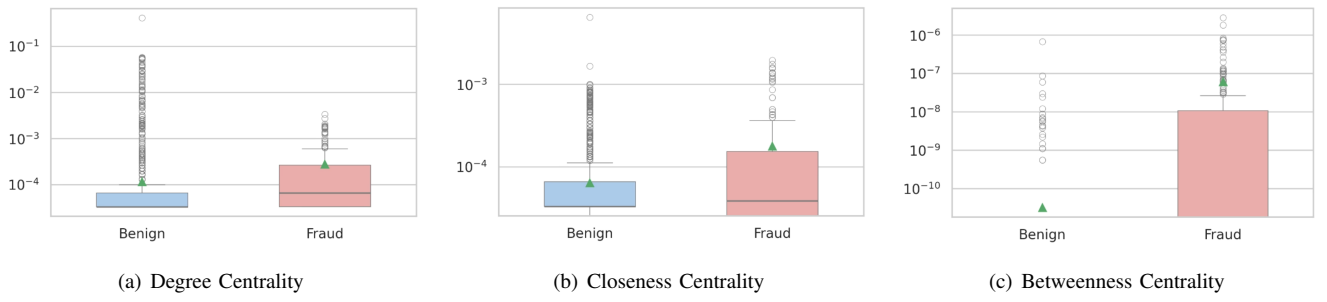 10⁻¹
10⁻²
10⁻³
10⁻⁴
Benign Fraud
(a) Degree Centrality
10⁻³
10⁻⁴
Benign Fraud
(b) Closeness Centrality
10⁻⁶
10⁻⁷
10⁻⁸
10⁻⁹
10⁻¹⁰
Benign Fraud
(c) Betweenness Centrality